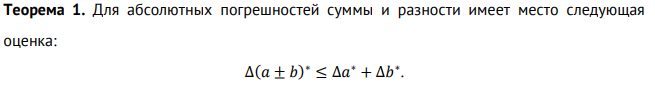 Теорема 1. Для абсолютных погрешностей суммы и разности имеет место следующая
оценка:
Δ(𝑎 ± 𝑏)* ≤ Δ𝑎* + Δ𝑏*.